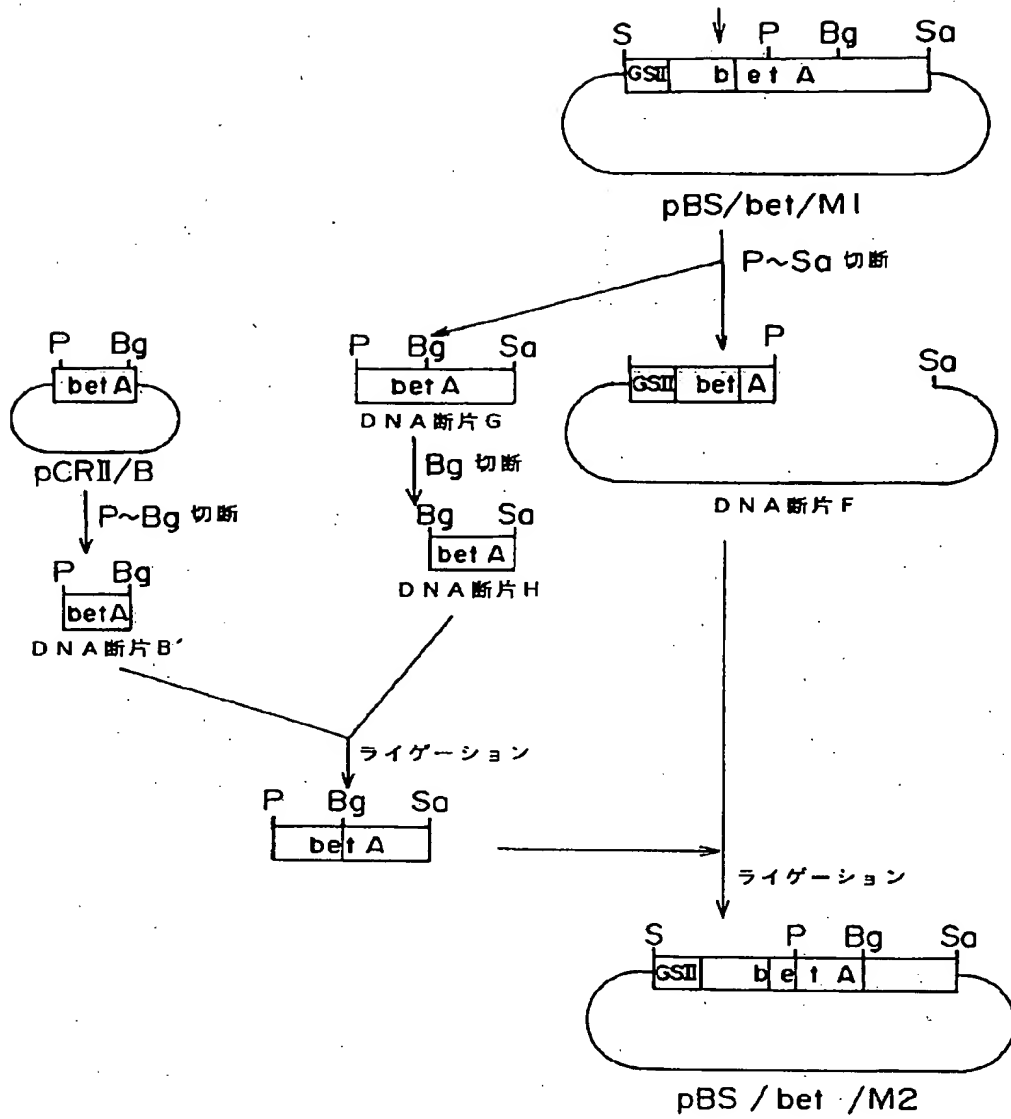 S P Bg Sa
GSII b et A
pBS/bet/M1
P~Sa 切断
P Bg
bet A
pCRII/B
P~Bg 切断
P Bg
betA
DNA断片B'
P Bg Sa
bet A
DNA断片G
Bg 切断
Bg Sa
bet A
DNA断片H
P
Sa
GSII bet A
DNA断片F
ライゲーション
P Bg Sa
bet A
ライゲーション
S P Bg Sa
GSII b e t A
pBS/bet/M2